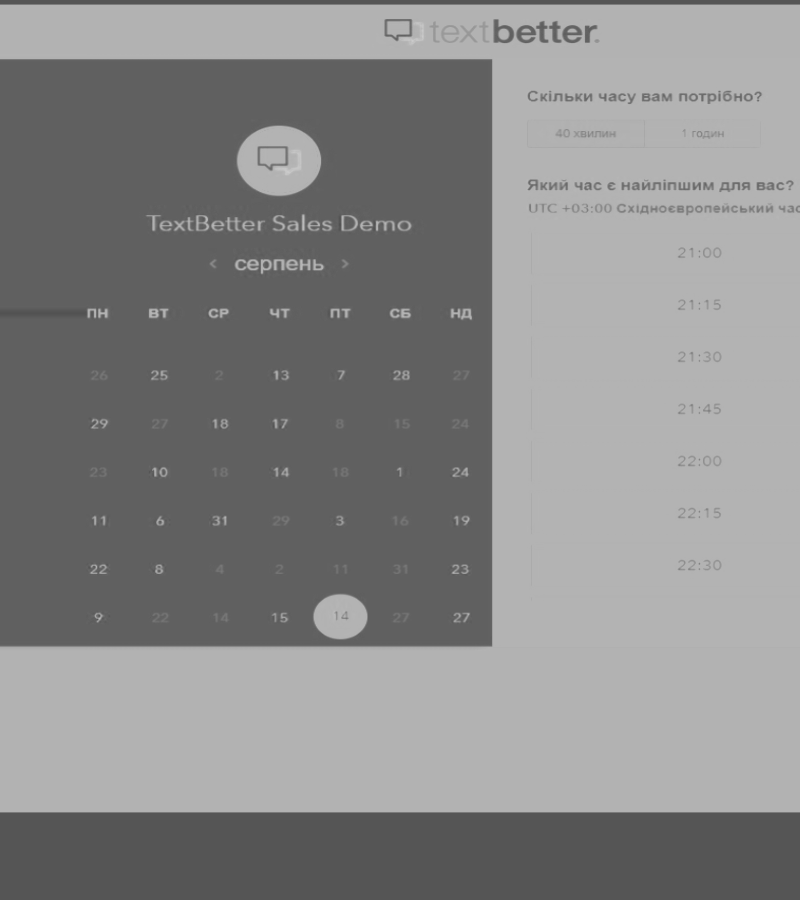 textbetter.
TextBetter Sales Demo
< серпень >
ПН ВТ СР ЧТ ПТ СБ НД
26 25 2 13 7 28 27
29 27 18 17 8 15 24
23 10 18 14 18 1 24
11 6 31 29 3 16 19
22 8 4 2 11 31 23
9 22 14 15 14 27 27
Скільки часу вам потрібно?
40 хвилин 1 годин
Який час є найліпшим для вас?
UTC +03:00 Східноєвропейський час
21:00
21:15
21:30
21:45
22:00
22:15
22:30